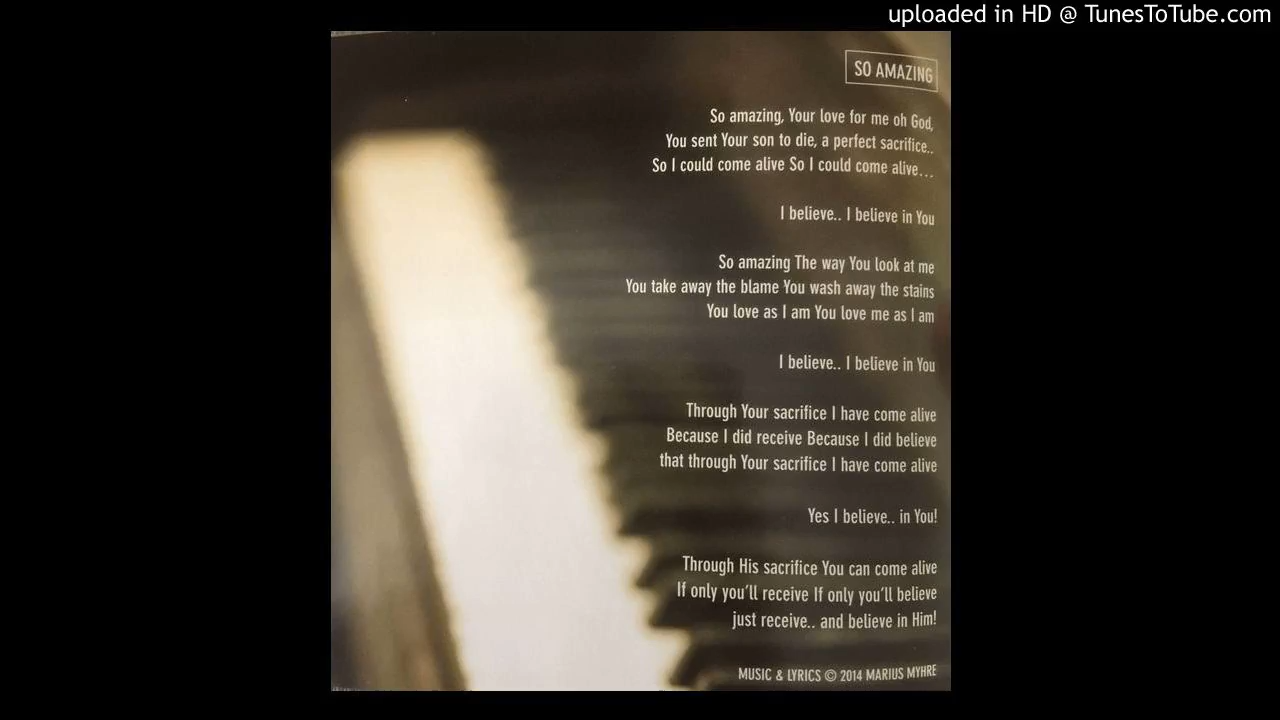 uploaded in HD @ TunesToTube.com
SO AMAZING
So amazing, Your love for me oh God,
You sent Your son to die, a perfect sacrifice..
So I could come alive So I could come alive...
I believe.. I believe in You
So amazing The way You look at me
You take away the blame You wash away the stains
You love as I am You love me as I am
I believe.. I believe in You
Through Your sacrifice I have come alive
Because I did receive Because I did believe
that through Your sacrifice I have come alive
Yes I believe.. in You!
Through His sacrifice You can come alive
If only you'll receive If only you'll believe
just receive.. and believe in Him!
MUSIC & LYRICS © 2014 MARIUS MYHRE